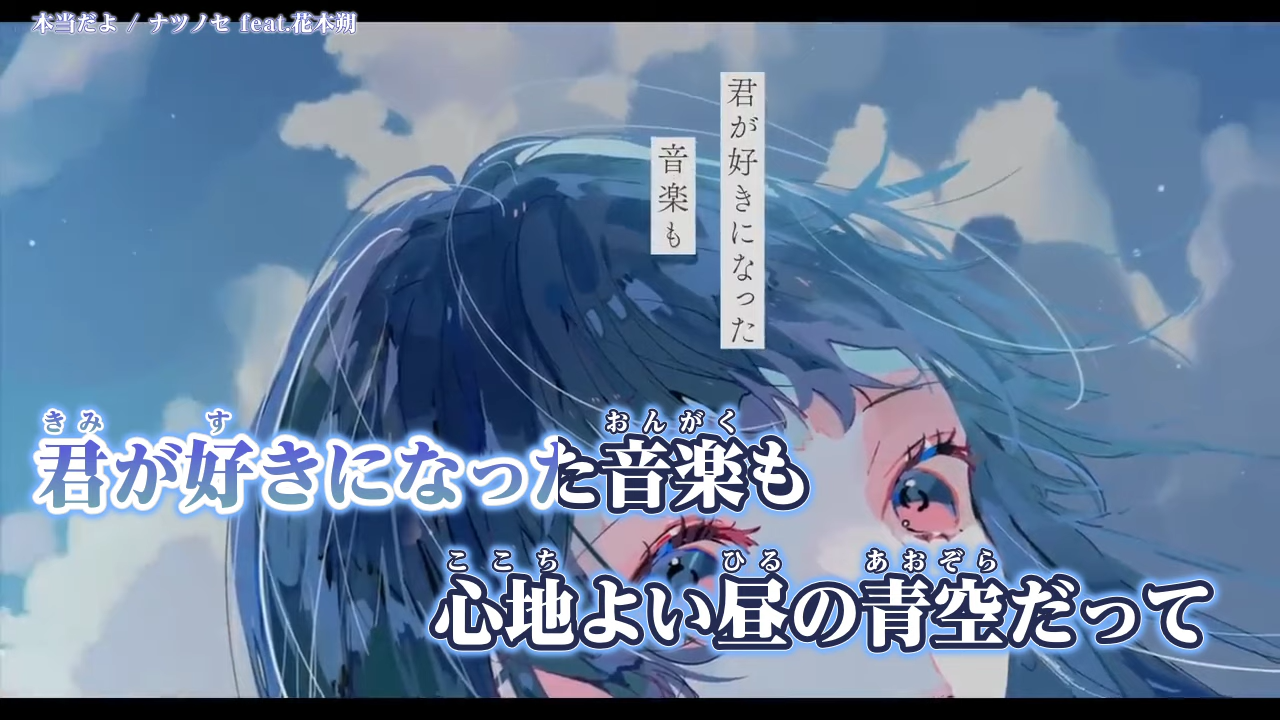 本当だよ / ナツノセ feat.花木朔
君が好きになった
音楽も
きみ す おんがく
君が好きになった音楽も
ここち ひる あおぞら
心地よい昼の青空だって